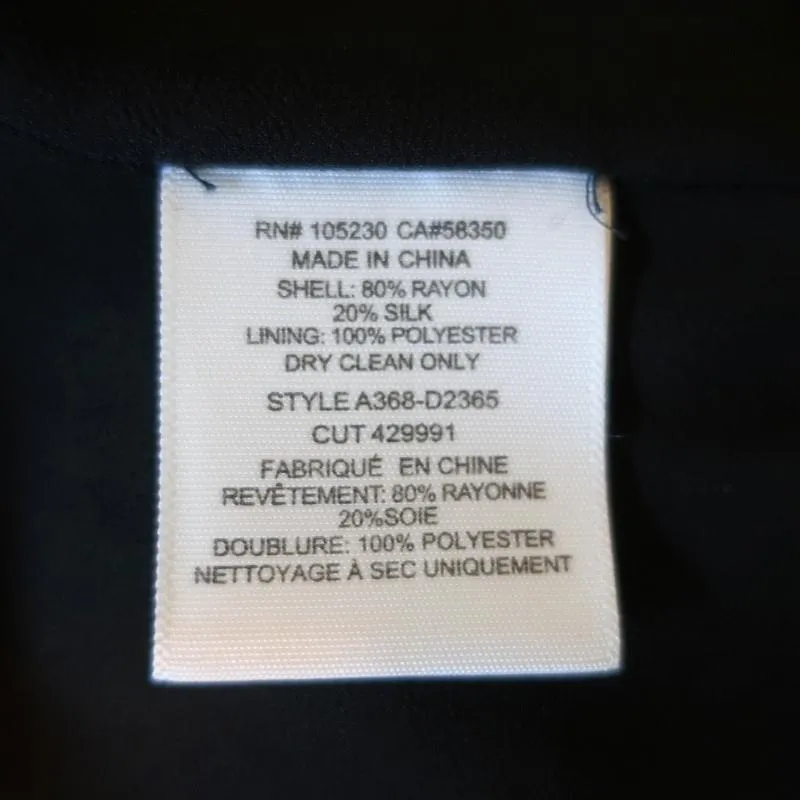 RN# 105230 CA#58350
MADE IN CHINA
SHELL: 80% RAYON
20% SILK
LINING: 100% POLYESTER
DRY CLEAN ONLY
STYLE A368-D2365
CUT 429991
FABRIQUÉ EN CHINE
REVÊTEMENT: 80% RAYONNE
20%SOIE
DOUBLURE: 100% POLYESTER
NETTOYAGE À SEC UNIQUEMENT